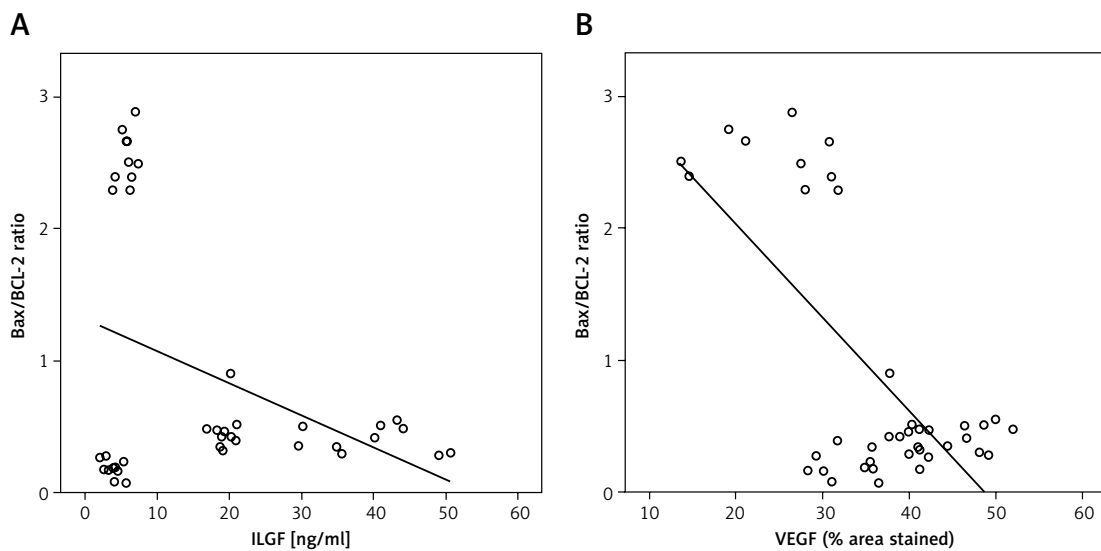 A
Bax/BCL-2 ratio
3
2
1
0
0 10 20 30 40 50 60
ILGF [ng/ml]
B
Bax/BCL-2 ratio
3
2
1
0
10 20 30 40 50 60
VEGF (% area stained)